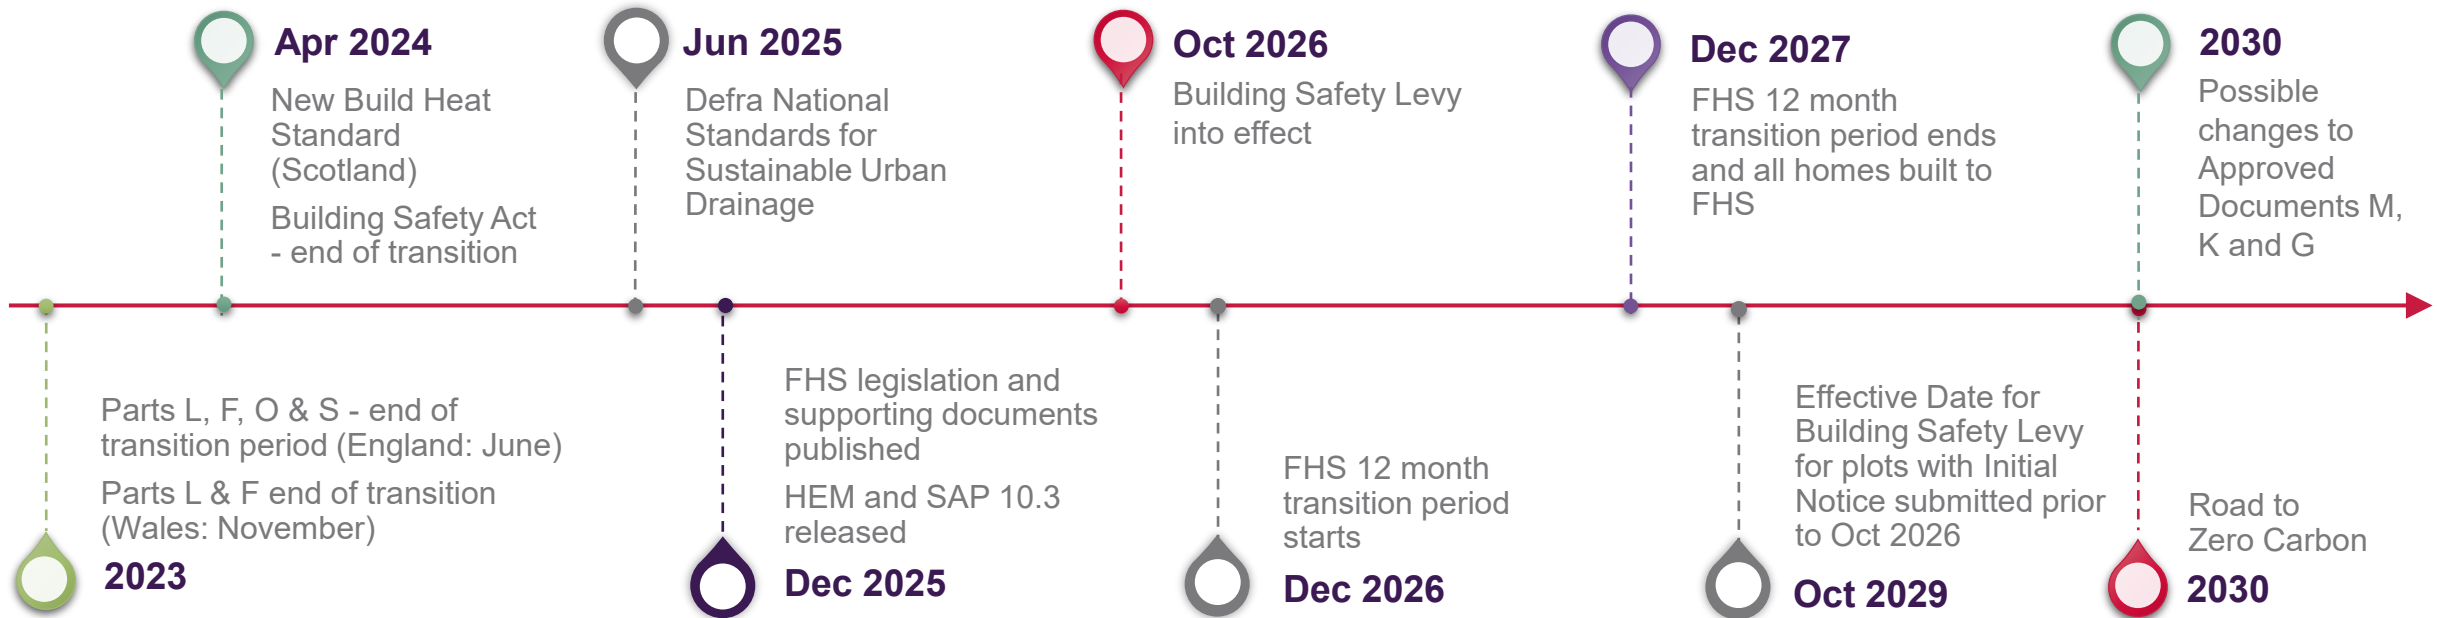 Apr 2024
New Build Heat
Standard
(Scotland)
Building Safety Act
- end of transition
Jun 2025
Defra National
Standards for
Sustainable Urban
Drainage
Oct 2026
Building Safety Levy
into effect
Dec 2027
FHS 12 month
transition period ends
and all homes built to
FHS
2030
Possible
changes to
Approved
Documents M,
K and G
Parts L, F, O & S - end of
transition period (England: June)
Parts L & F end of transition
(Wales: November)
2023
FHS legislation and
supporting documents
published
HEM and SAP 10.3
released
Dec 2025
FHS 12 month
transition period
starts
Dec 2026
Effective Date for
Building Safety Levy
for plots with Initial
Notice submitted prior
to Oct 2026
Oct 2029
Road to
Zero Carbon
2030